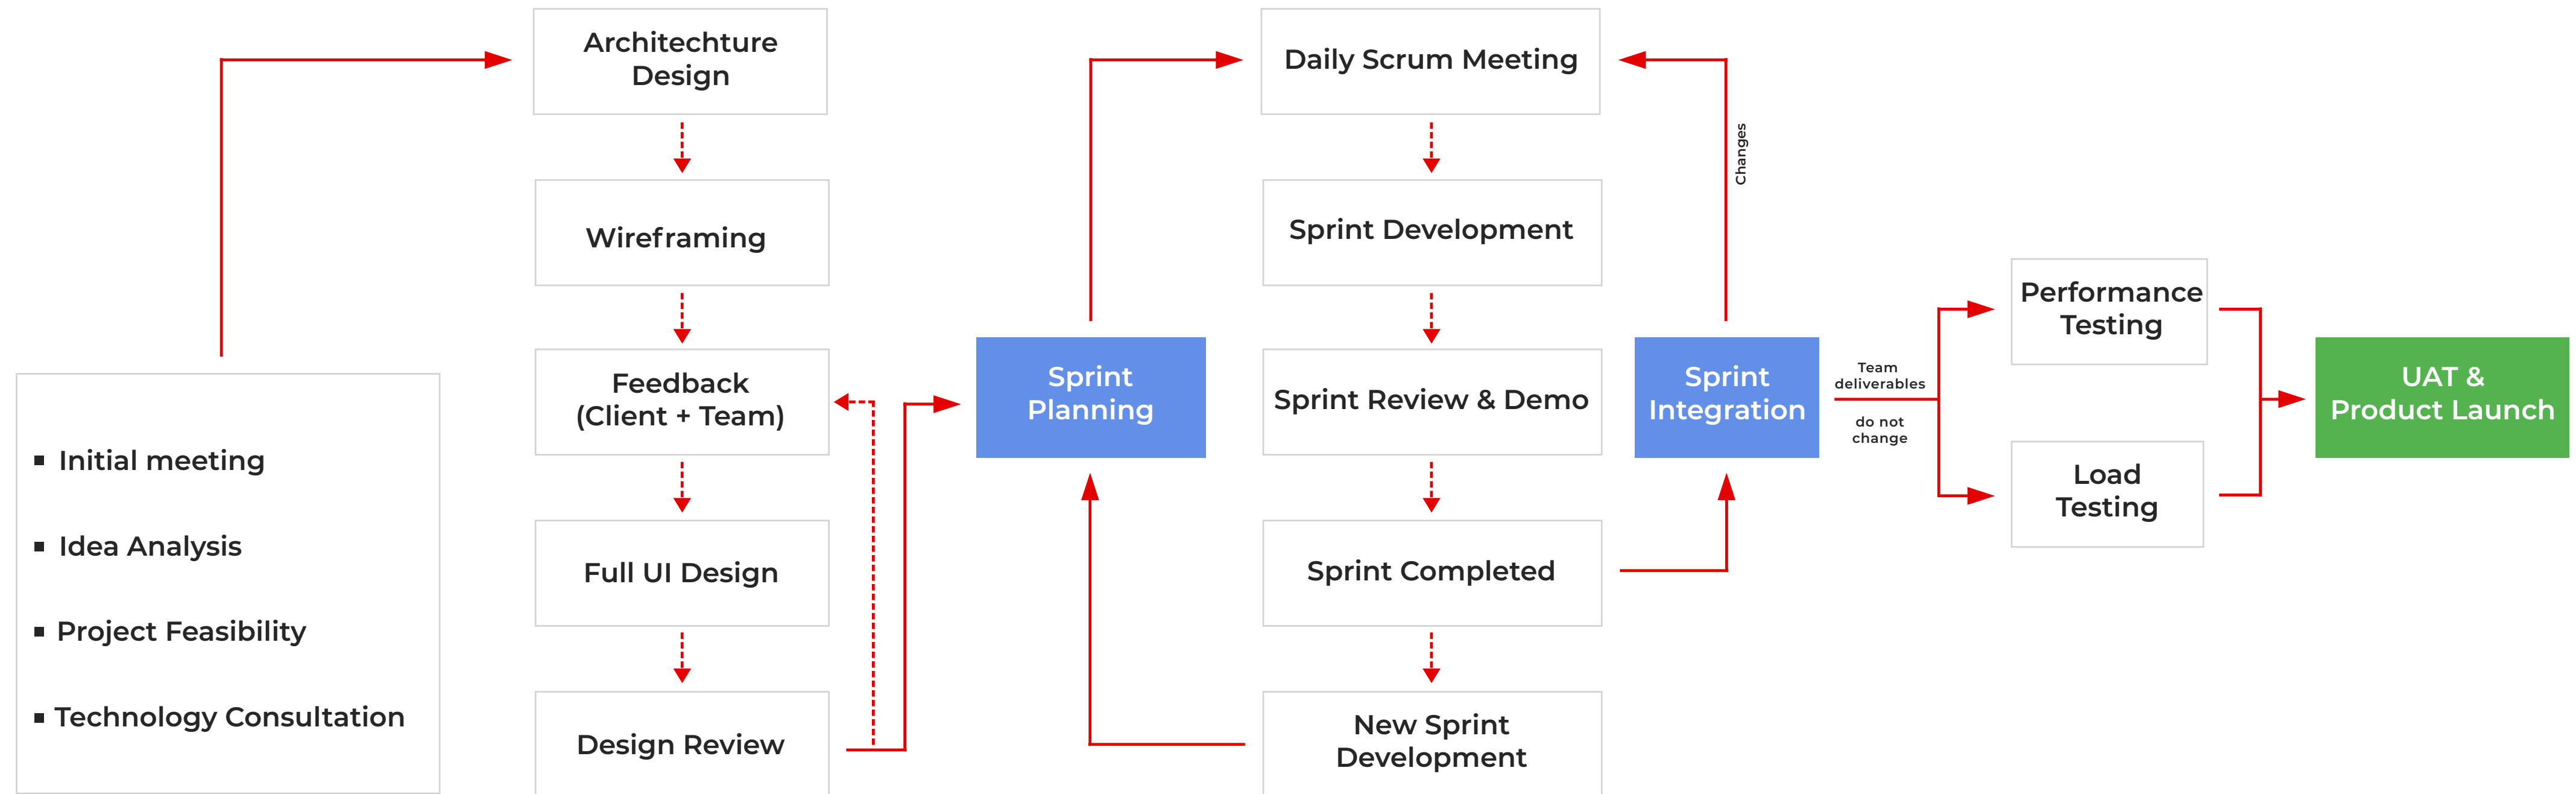 Initial meeting
Idea Analysis
Project Feasibility
Technology Consultation
Architechture
Design
Wireframing
Feedback
(Client + Team)
Full UI Design
Design Review
Sprint
Planning
Daily Scrum Meeting
Sprint Development
Sprint Review & Demo
Sprint Completed
New Sprint
Development
Changes
Sprint
Integration
Team
deliverables
do not
change
Performance
Testing
Load
Testing
UAT &
Product Launch